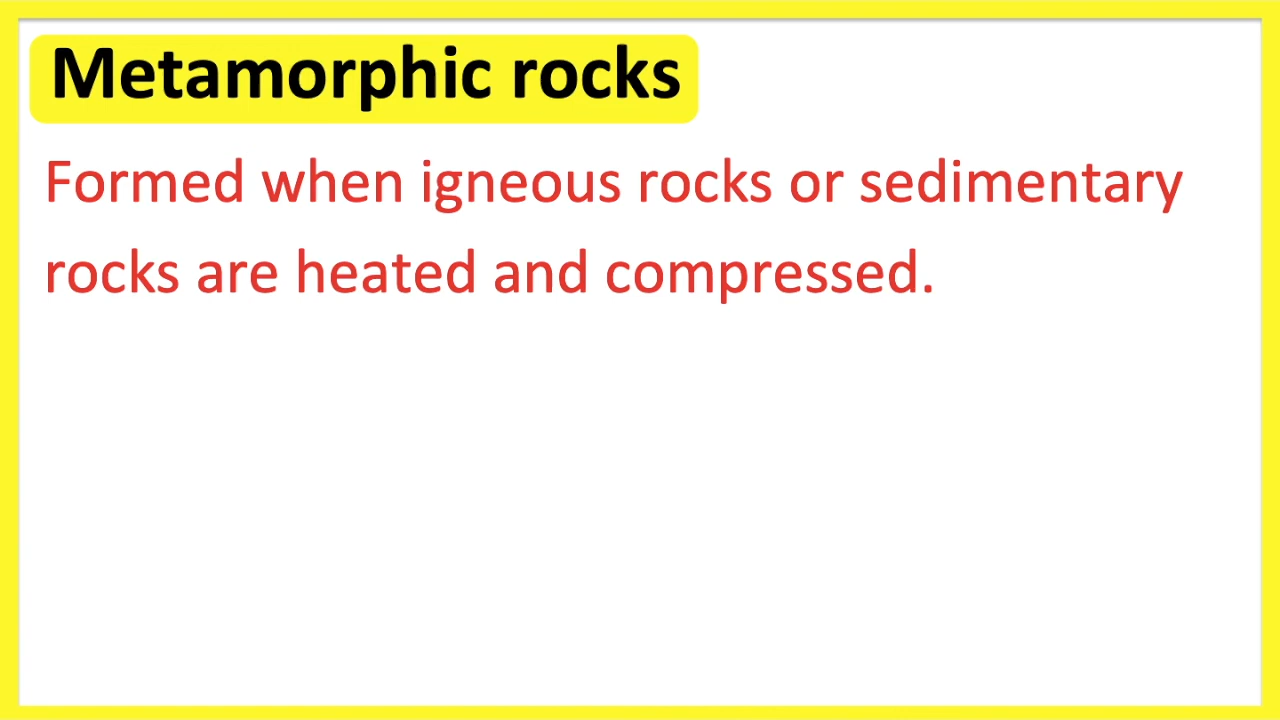 Metamorphic rocks
Formed when igneous rocks or sedimentary
rocks are heated and compressed.